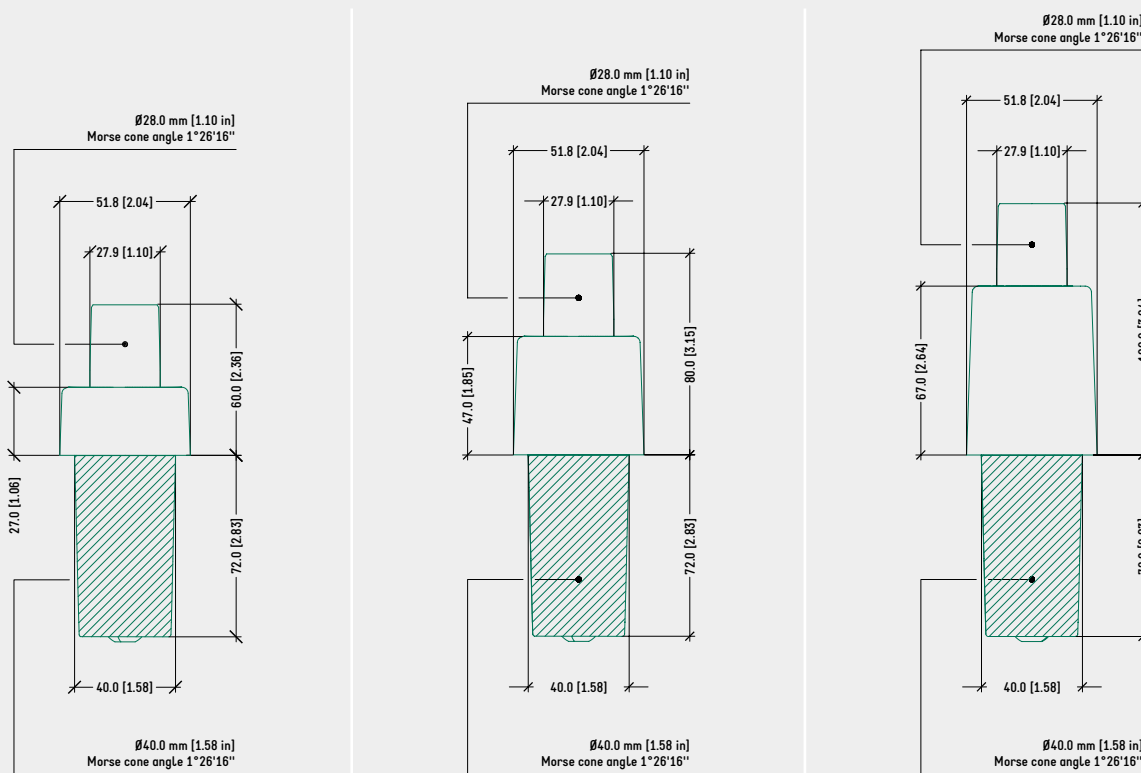 Ø28.0 mm [1.10 in]
Morse cone angle 1°26'16''
51.8 [2.04]
27.9 [1.10]
60.0 [2.36]
27.0 [1.06]
72.0 [2.83]
40.0 [1.58]
Ø40.0 mm [1.58 in]
Morse cone angle 1°26'16''
Ø28.0 mm [1.10 in]
Morse cone angle 1°26'16''
51.8 [2.04]
27.9 [1.10]
80.0 [3.15]
47.0 [1.85]
72.0 [2.83]
40.0 [1.58]
Ø40.0 mm [1.58 in]
Morse cone angle 1°26'16''
Ø28.0 mm [1.10 in]
Morse cone angle 1°26'16''
51.8 [2.04]
27.9 [1.10]
67.0 [2.64]
40.0 [1.58]
Ø40.0 mm [1.58 in]
Morse cone angle 1°26'16''